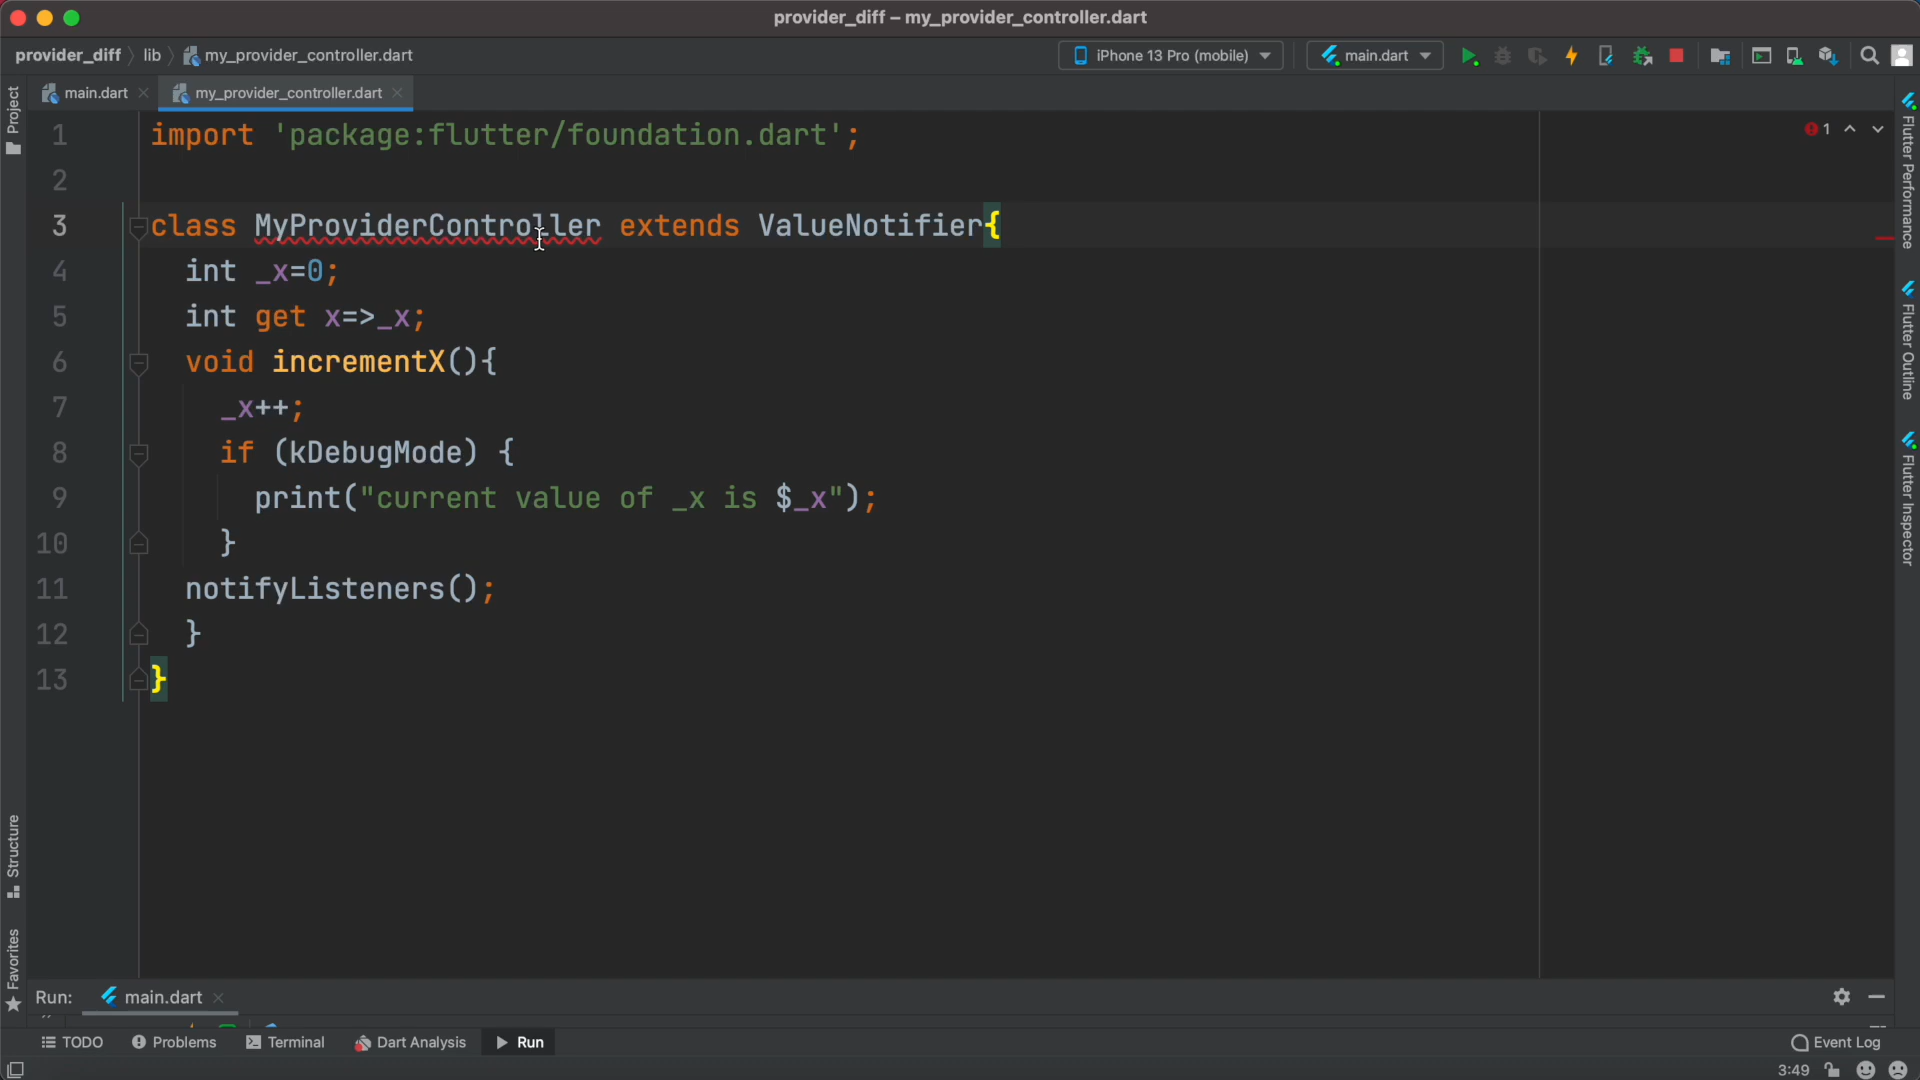 provider_diff – my_provider_controller.dart
provider_diff lib my_provider_controller.dart iPhone 13 Pro (mobile) main.dart
main.dart my_provider_controller.dart
Project
Structure
Favorites
1 import 'package:flutter/foundation.dart';
2
3 class MyProviderController extends ValueNotifier{
4 int _x=0;
5 int get x=>_x;
6 void incrementX(){
7 _x++;
8 if (kDebugMode) {
9 print("current value of _x is $_x");
10 }
11 notifyListeners();
12 }
13 }
1
Flutter Performance
Flutter Outline
Flutter Inspector
Run: main.dart
TODO Problems Terminal Dart Analysis Run Event Log
3:49